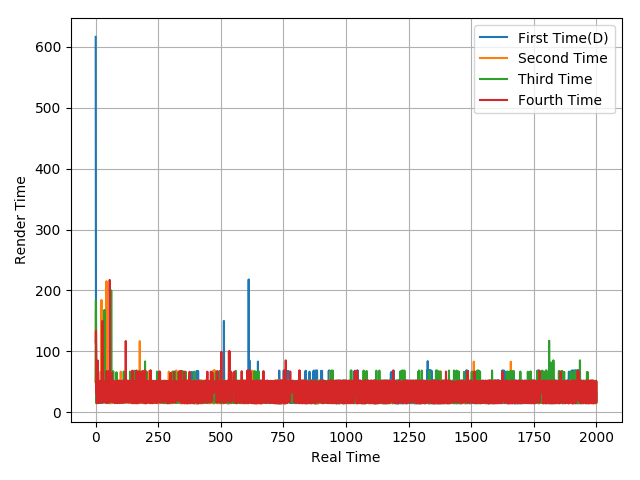 First Time(D)
Second Time
Third Time
Fourth Time
600
500
400
300
200
100
0
Render Time
0
250
500
750
1000
1250
1500
1750
2000
Real Time